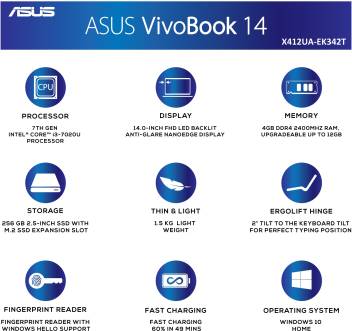 ASUS
ASUS VivoBook 14
X412UA-EK342T
CPU
PROCESSOR
7TH GEN
INTEL® CORE™ i3-7020U
PROCESSOR
DISPLAY
14.0-INCH FHD LED BACKLIT
ANTI-GLARE NANOEDGE DISPLAY
MEMORY
4GB DDR4 2400MHZ RAM,
UPGRADEABLE UP TO 12GB
STORAGE
256 GB 2.5-INCH SSD WITH
M.2 SSD EXPANSION SLOT
THIN & LIGHT
1.5 KG LIGHT
WEIGHT
ERGOLIFT HINGE
2° TILT TO THE KEYBOARD TILT
FOR PERFECT TYPING POSITION
FINGERPRINT READER
FINGERPRINT READER WITH
WINDOWS HELLO SUPPORT
FAST CHARGING
FAST CHARGING
60% IN 49 MINS
OPERATING SYSTEM
WINDOWS 10
HOME